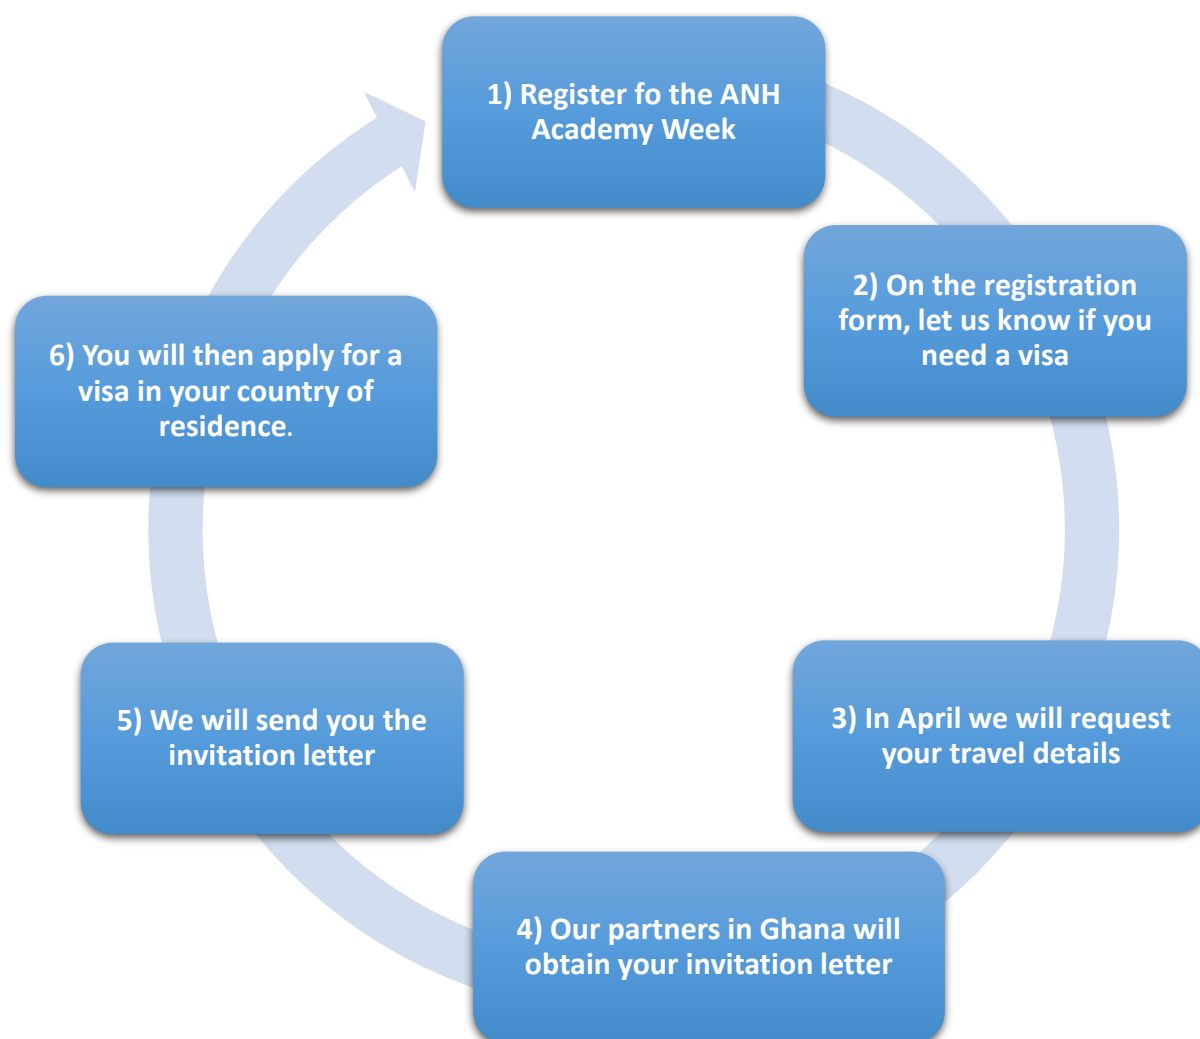 1) Register fo the ANH
Academy Week
2) On the registration
form, let us know if you
need a visa
3) In April we will request
your travel details
4) Our partners in Ghana will
obtain your invitation letter
5) We will send you the
invitation letter
6) You will then apply for a
visa in your country of
residence.